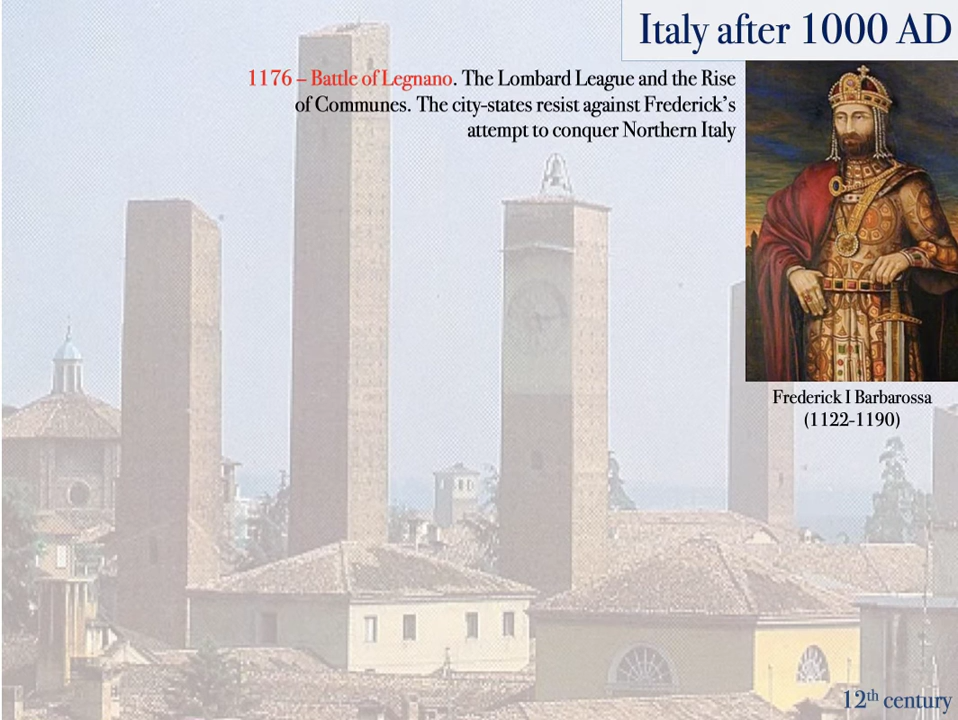 Italy after 1000 AD
1176 – Battle of Legnano. The Lombard League and the Rise
of Communes. The city-states resist against Frederick's
attempt to conquer Northern Italy
Frederick I Barbarossa
(1122-1190)
12th century